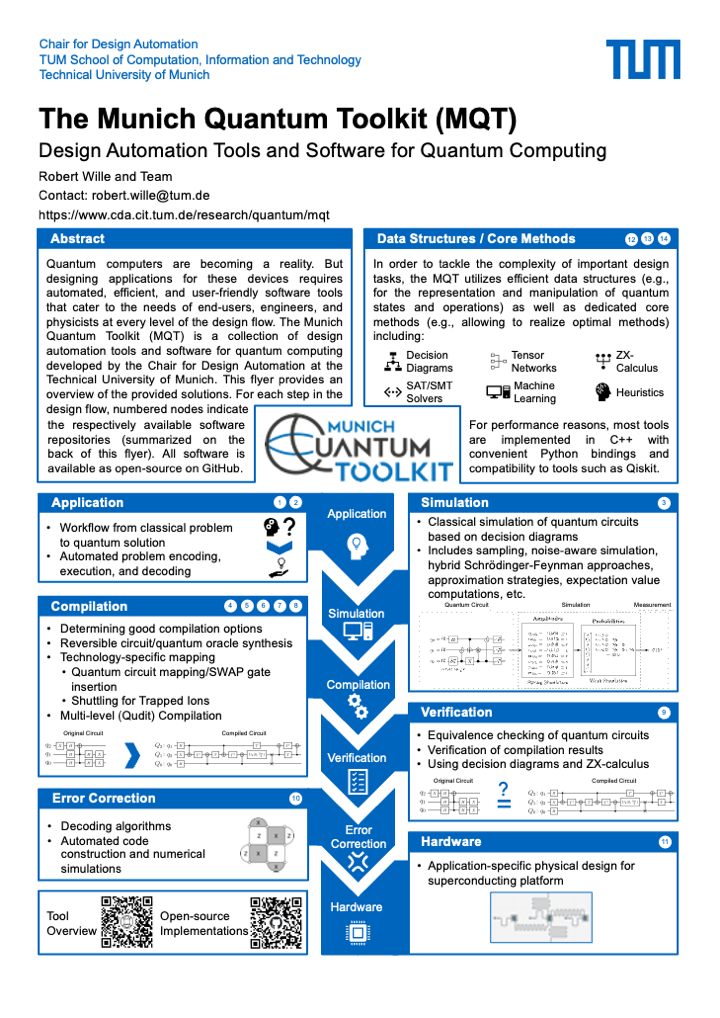 Chair for Design Automation
TUM School of Computation, Information and Technology
Technical University of Munich
TUM
The Munich Quantum Toolkit (MQT)
Design Automation Tools and Software for Quantum Computing
Robert Wille and Team
Contact: robert.wille@tum.de
https://www.cda.cit.tum.de/research/quantum/mqt
Abstract
Quantum computers are becoming a reality. But
designing applications for these devices requires
automated, efficient, and user-friendly software tools
that cater to the needs of end-users, engineers, and
physicists at every level of the design flow. The Munich
Quantum Toolkit (MQT) is a collection of design
automation tools and software for quantum computing
developed by the Chair for Design Automation at the
Technical University of Munich. This flyer provides an
overview of the provided solutions. For each step in the
design flow, numbered nodes indicate
the respectively available software
repositories (summarized on the
back of this flyer). All software is
available as open-source on GitHub.
Data Structures / Core Methods 12 13 14
In order to tackle the complexity of important design
tasks, the MQT utilizes efficient data structures (e.g.,
for the representation and manipulation of quantum
states and operations) as well as dedicated core
methods (e.g., allowing to realize optimal methods)
including:
Decision
Diagrams
Tensor
Networks
ZX-
Calculus
SAT/SMT
Solvers
Machine
Learning
Heuristics
For performance reasons, most tools
are implemented in C++ with
convenient Python bindings and
compatibility to tools such as Qiskit.
MUNICH
QUANTUM
TOOLKIT
Application 1 2
• Workflow from classical problem
to quantum solution
• Automated problem encoding,
execution, and decoding
?
Compilation 4 5 6 7 8
• Determining good compilation options
• Reversible circuit/quantum oracle synthesis
• Technology-specific mapping
• Quantum circuit mapping/SWAP gate
insertion
• Shuttling for Trapped Ions
• Multi-level (Qudit) Compilation
Original Circuit
Compiled Circuit
Error Correction 10
• Decoding algorithms
• Automated code
construction and numerical
simulations
X
Z X Z
X Z
Tool
Overview
Open-source
Implementations
Application
Simulation
Compilation
Verification
Error
Correction
Hardware
Simulation 3
• Classical simulation of quantum circuits
based on decision diagrams
• Includes sampling, noise-aware simulation,
hybrid Schrödinger-Feynman approaches,
approximation strategies, expectation value
computations, etc.
Quantum Circuit
Simulation
Measurement
Amplitudes
Probabilities
Strong Simulation
Weak Simulation
Verification 9
• Equivalence checking of quantum circuits
• Verification of compilation results
• Using decision diagrams and ZX-calculus
Original Circuit
?
=
Compiled Circuit
Hardware 11
• Application-specific physical design for
superconducting platform